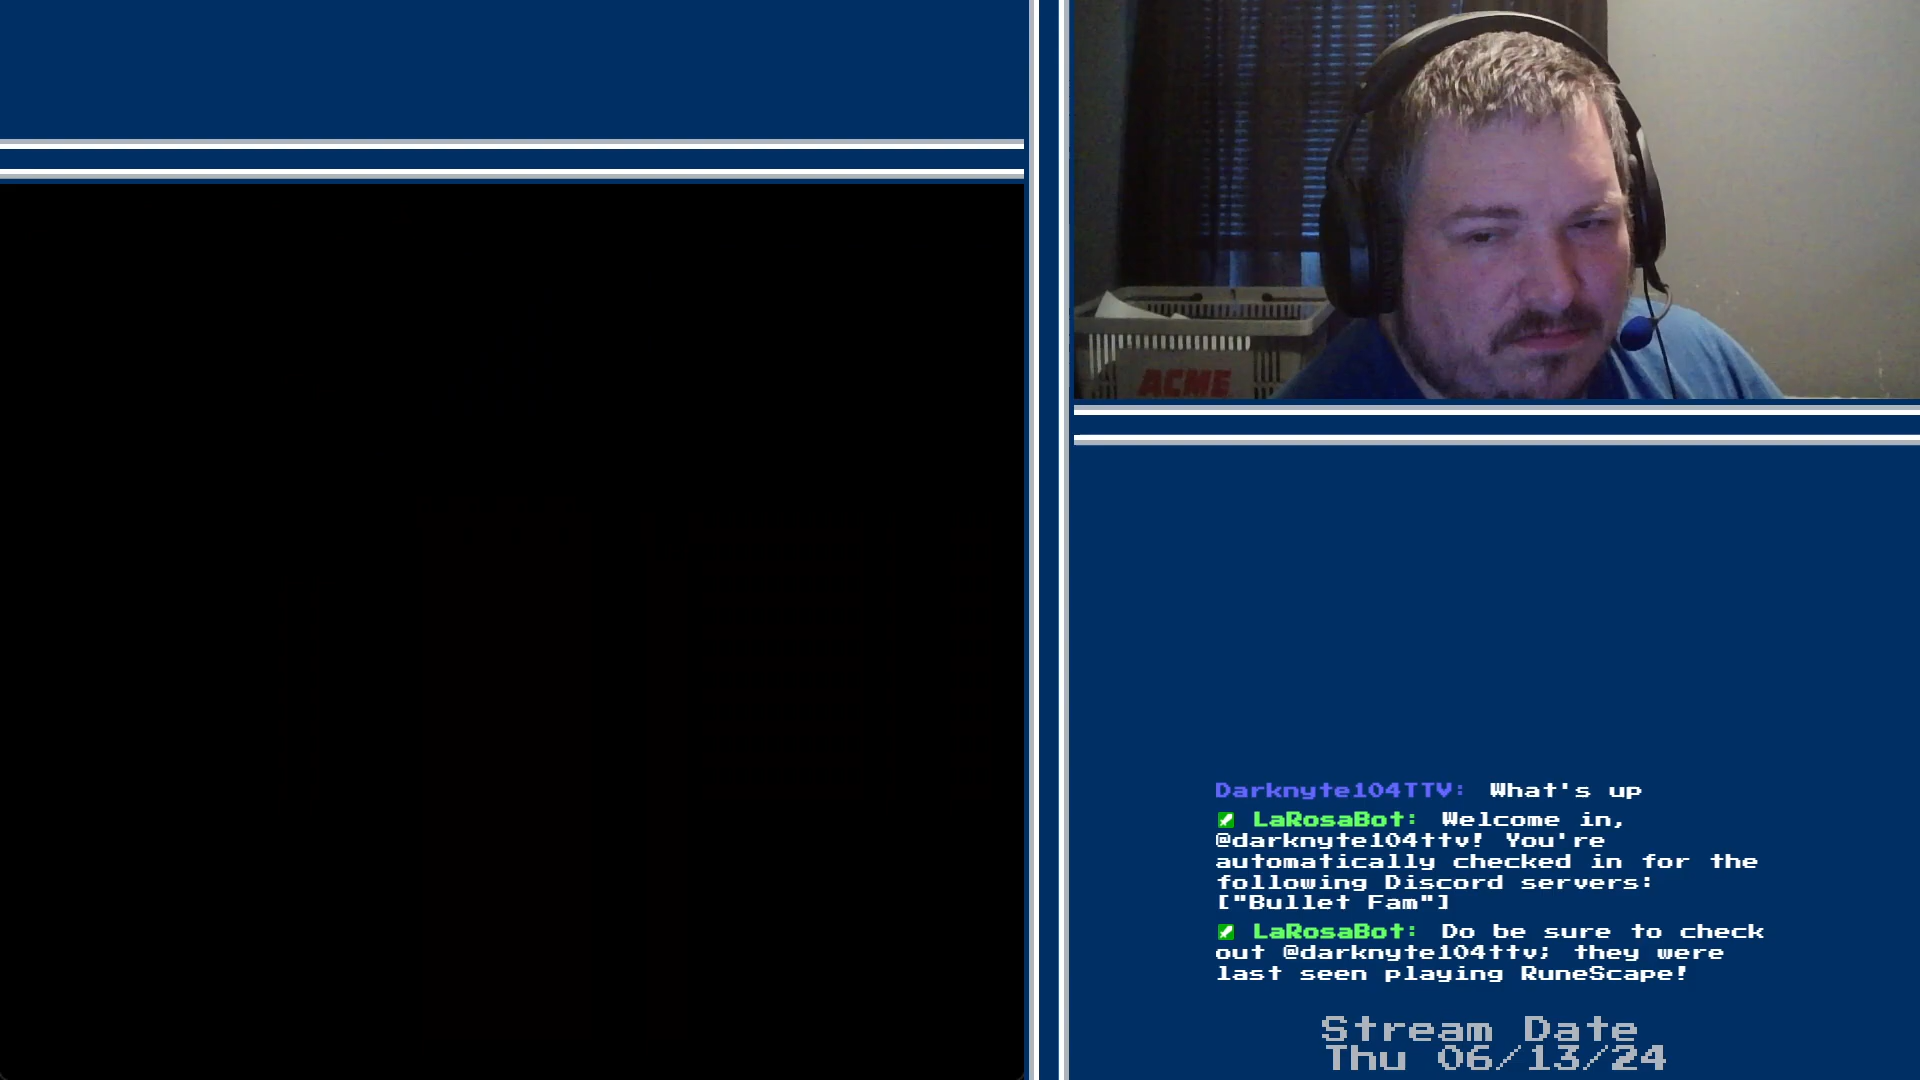 ACME
Darknyte104TTV: What's up
LaRosaBot: Welcome in,
@darknyte104ttv! You're
automatically checked in for the
following Discord servers:
["Bullet Fam"]
LaRosaBot: Do be sure to check
out @darknyte104ttv; they were
last seen playing RuneScape!
Stream Date
Thu 06/13/24